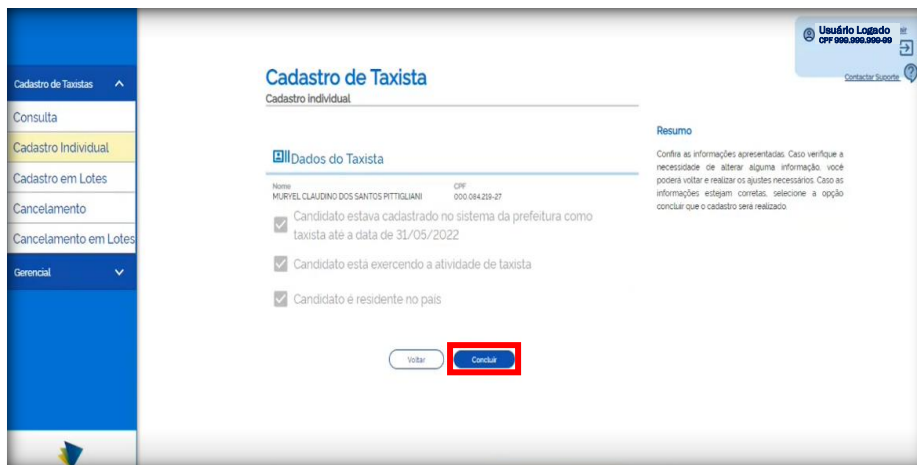 Usuário Logado
CPF 999.999.999-99
Contactar Suporte
Cadastro de Taxistas
Consulta
Cadastro Individual
Cadastro em Lotes
Cancelamento
Cancelamento em Lotes
Gerencial
Cadastro de Taxista
Cadastro individual
Dados do Taxista
Nome CPF
MURYEL CLAUDINO DOS SANTOS PITTIGLIANI 000.084.219-27
Candidato estava cadastrado no sistema da prefeitura como
taxista até a data de 31/05/2022
Candidato está exercendo a atividade de taxista
Candidato é residente no país
Voltar Concluir
Resumo
Confira as informações apresentadas. Caso verifique a
necessidade de alterar alguma informação, você
poderá voltar e realizar os ajustes necessários. Caso as
informações estejam corretas, selecione a opção
concluir que o cadastro será realizado.